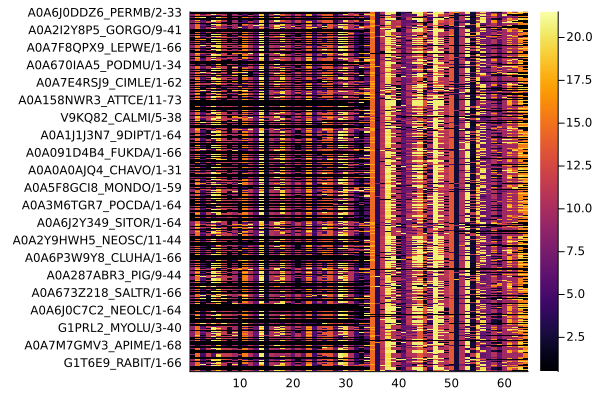 A0A6J0DDZ6_PERMB/2-33
A0A2I2Y8P5_GORGO/9-41
A0A7F8QPX9_LEPWE/1-66
A0A670IAA5_PODMU/1-34
A0A7E4RSJ9_CIMLE/1-62
A0A158NWR3_ATTCE/11-73
V9KQ82_CALMI/5-38
A0A1J1J3N7_9DIPT/1-64
A0A091D4B4_FUKDA/1-66
A0A0A0AJQ4_CHAVO/1-31
A0A5F8GCI8_MONDO/1-59
A0A3M6TGR7_POCDA/1-64
A0A6J2Y349_SITOR/1-64
A0A2Y9HWH5_NEOSC/11-44
A0A6P3W9Y8_CLUHA/1-66
A0A287ABR3_PIG/9-44
A0A673Z218_SALTR/1-66
A0A6J0C7C2_NEOLC/1-64
G1PRL2_MYOLU/3-40
A0A7M7GMV3_APIME/1-68
G1T6E9_RABIT/1-66
10 20 30 40 50 60
20.0
17.5
15.0
12.5
10.0
7.5
5.0
2.5